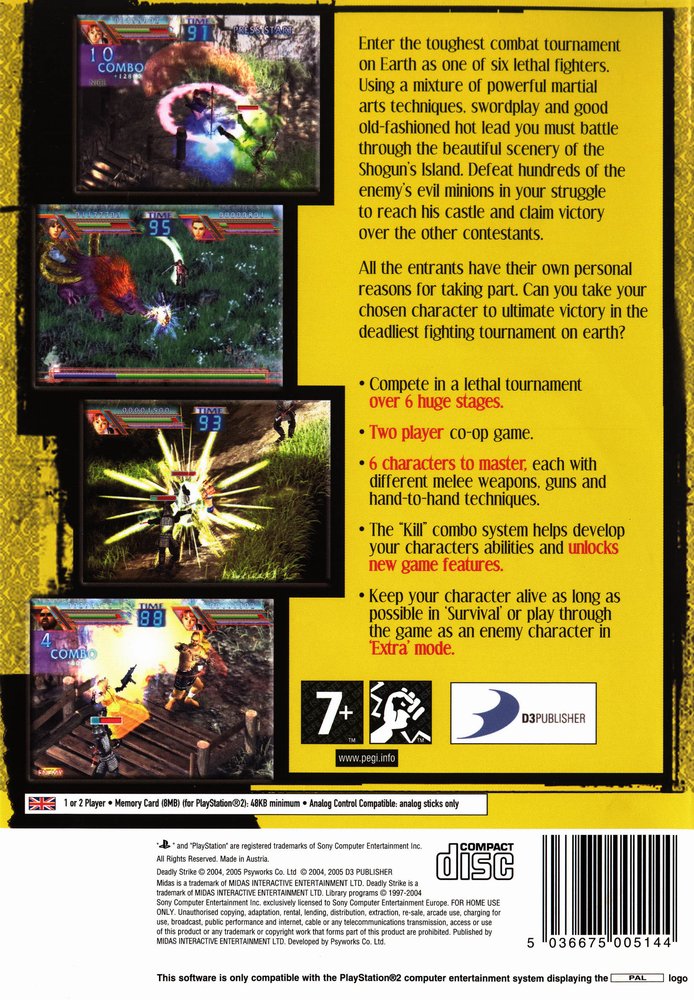 TIME
91
PRESS START
10
COMBO
TIME
95
00001500
TIME
93
TIME
88
4
COMBO
Enter the toughest combat tournament
on Earth as one of six lethal fighters.
Using a mixture of powerful martial
arts techniques, swordplay and good
old-fashioned hot lead you must battle
through the beautiful scenery of the
Shogun's Island. Defeat hundreds of the
enemy's evil minions in your struggle
to reach his castle and claim victory
over the other contestants.
All the entrants have their own personal
reasons for taking part. Can you take your
chosen character to ultimate victory in the
deadliest fighting tournament on earth?
• Compete in a lethal tournament
over 6 huge stages.
• Two player co-op game.
• 6 characters to master, each with
different melee weapons, guns and
hand-to-hand techniques.
• The "Kill" combo system helps develop
your characters abilities and unlocks
new game features.
• Keep your character alive as long as
possible in 'Survival' or play through
the game as an enemy character in
'Extra' mode.
7+
TM
TM
www.pegi.info
D3PUBLISHER
1 or 2 Player • Memory Card (8MB) (for PlayStation®2): 48KB minimum • Analog Control Compatible: analog sticks only
" " and "PlayStation" are registered trademarks of Sony Computer Entertainment Inc.
All Rights Reserved. Made in Austria.
Deadly Strike © 2004, 2005 Psyworks Co. Ltd © 2004, 2005 D3 PUBLISHER
Midas is a trademark of MIDAS INTERACTIVE ENTERTAINMENT LTD. Deadly Strike is a
trademark of MIDAS INTERACTIVE ENTERTAINMENT LTD. Library programs © 1997-2004
Sony Computer Entertainment Inc. exclusively licensed to Sony Computer Entertainment Europe. FOR HOME USE
ONLY. Unauthorised copying, adaptation, rental, lending, distribution, extraction, re-sale, arcade use, charging for
use, broadcast, public performance and internet, cable or any telecommunications transmission, access or use
of this product or any trademark or copyright work that forms part of this product are prohibited. Published by
MIDAS INTERACTIVE ENTERTAINMENT LTD. Developed by Psyworks Co. Ltd.
COMPACT
disc
5 036675 005144
This software is only compatible with the PlayStation®2 computer entertainment system displaying the PAL logo